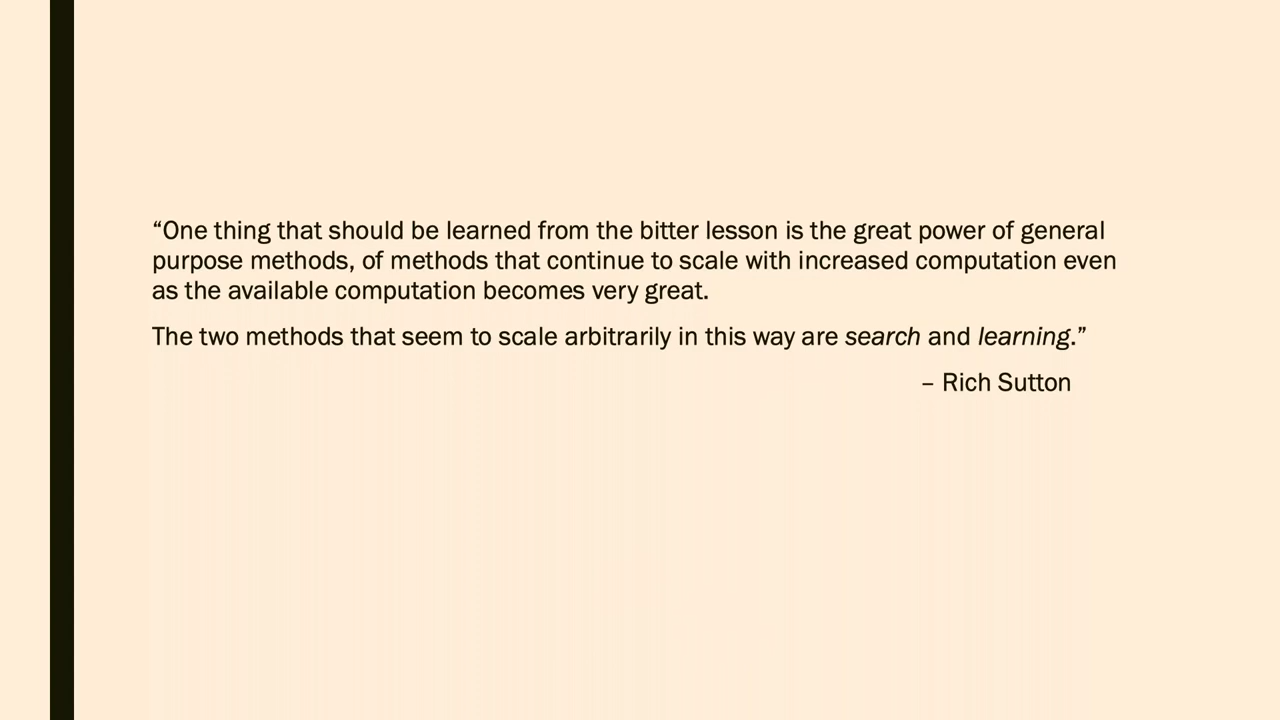 “One thing that should be learned from the bitter lesson is the great power of general
purpose methods, of methods that continue to scale with increased computation even
as the available computation becomes very great.
The two methods that seem to scale arbitrarily in this way are search and learning.”
– Rich Sutton